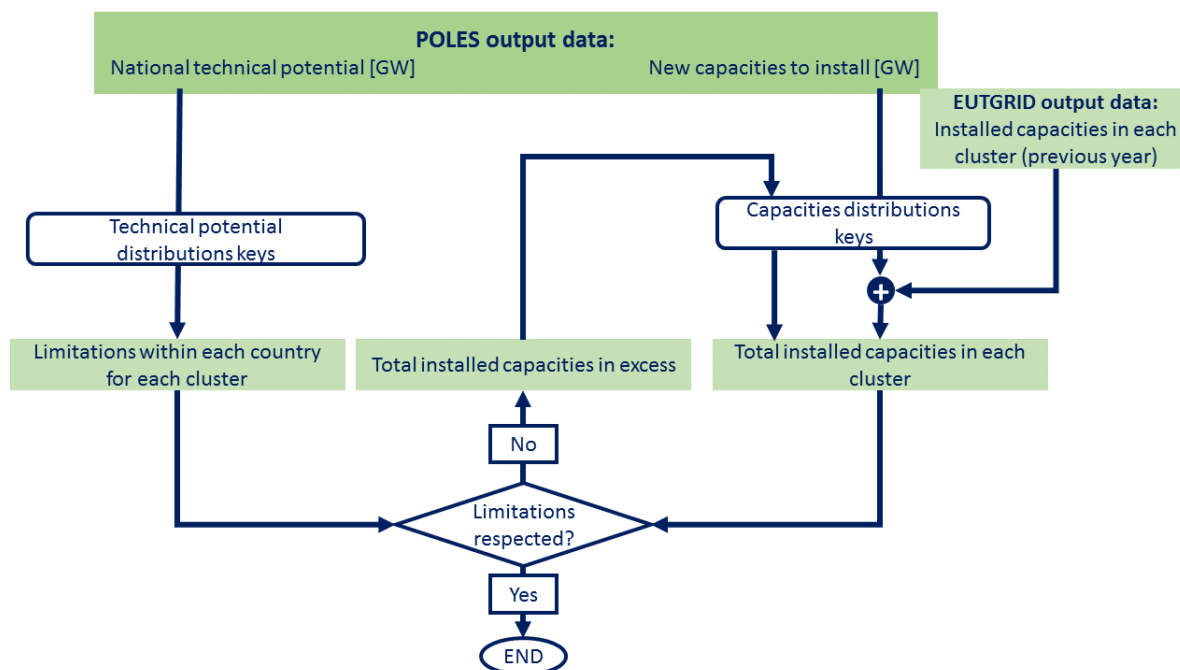 POLES output data:
National technical potential [GW]
New capacities to install [GW]
EUTGRID output data:
Installed capacities in each
cluster (previous year)
Technical potential
distributions keys
Capacities distributions
keys
+
Limitations within each country
for each cluster
Total installed capacities in excess
Total installed capacities in each
cluster
No
Limitations
respected?
Yes
END